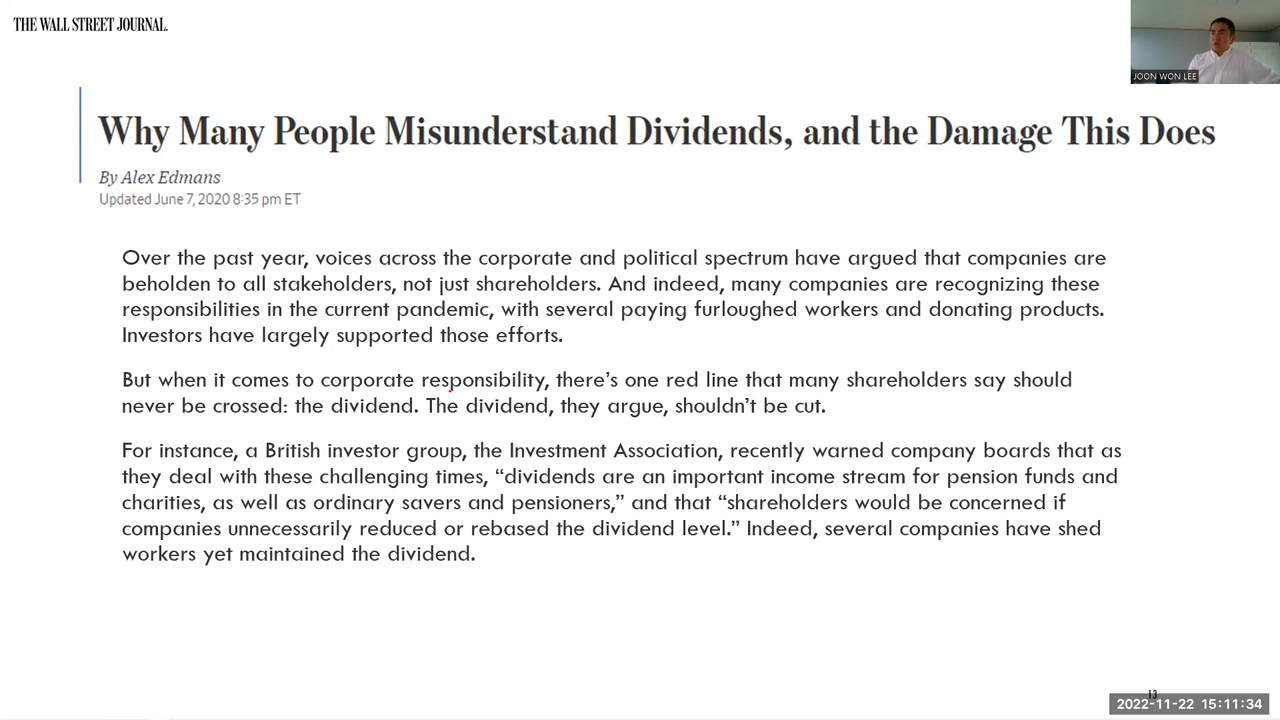 THE WALL STREET JOURNAL.
JOON WON LEE
Why Many People Misunderstand Dividends, and the Damage This Does
By Alex Edmans
Updated June 7, 2020 8:35 pm ET
Over the past year, voices across the corporate and political spectrum have argued that companies are
beholden to all stakeholders, not just shareholders. And indeed, many companies are recognizing these
responsibilities in the current pandemic, with several paying furloughed workers and donating products.
Investors have largely supported those efforts.
But when it comes to corporate responsibility, there’s one red line that many shareholders say should
never be crossed: the dividend. The dividend, they argue, shouldn’t be cut.
For instance, a British investor group, the Investment Association, recently warned company boards that as
they deal with these challenging times, “dividends are an important income stream for pension funds and
charities, as well as ordinary savers and pensioners,” and that “shareholders would be concerned if
companies unnecessarily reduced or rebased the dividend level.” Indeed, several companies have shed
workers yet maintained the dividend.
13
2022-11-22 15:11:34